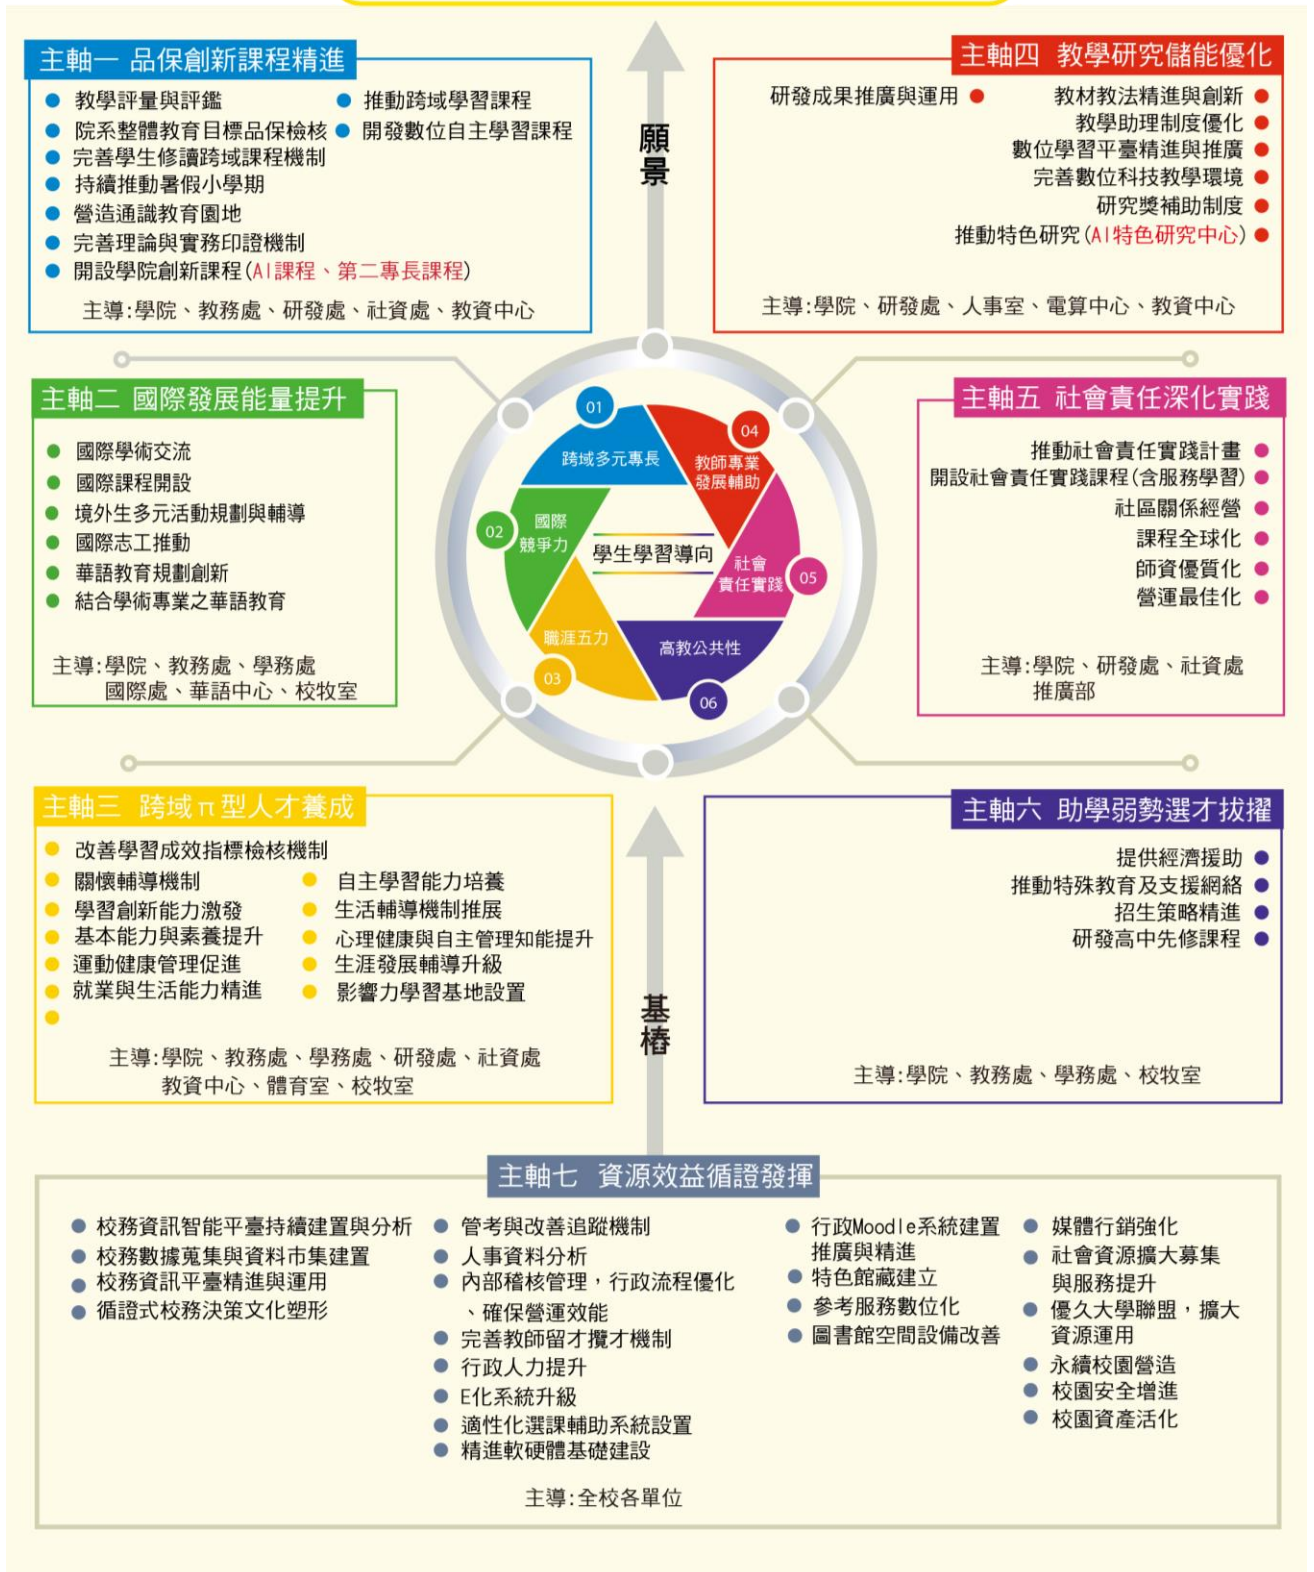 主軸一 品保創新課程精進
教學評量與評鑑
院系整體教育目標品保檢核
完善學生修讀跨域課程機制
持續推動暑假小學期
營造通識教育園地
完善理論與實務印證機制
開設學院創新課程(AI課程、第二專長課程)
推動跨域學習課程
開發數位自主學習課程
主導:學院、教務處、研發處、社資處、教資中心
願景
主軸四 教學研究儲能優化
研發成果推廣與運用
教材教法精進與創新
教學助理制度優化
數位學習平臺精進與推廣
完善數位科技教學環境
研究獎補助制度
推動特色研究(AI特色研究中心)
主導:學院、研發處、人事室、電算中心、教資中心
主軸二 國際發展能量提升
國際學術交流
國際課程開設
境外生多元活動規劃與輔導
國際志工推動
華語教育規劃創新
結合學術專業之華語教育
主導:學院、教務處、學務處
國際處、華語中心、校牧室
01
跨域多元專長
04
教師專業
發展輔助
02
國際
競爭力
學生學習導向
社會
責任實踐
05
職涯五力
03
高教公共性
06
主軸五 社會責任深化實踐
推動社會責任實踐計畫
開設社會責任實踐課程(含服務學習)
社區關係經營
課程全球化
師資優質化
營運最佳化
主導:學院、研發處、社資處
推廣部
主軸三 跨域π型人才養成
改善學習成效指標檢核機制
關懷輔導機制
學習創新能力激發
基本能力與素養提升
運動健康管理促進
就業與生活能力精進
自主學習能力培養
生活輔導機制推展
心理健康與自主管理知能提升
生涯發展輔導升級
影響力學習基地設置
主導:學院、教務處、學務處、研發處、社資處
教資中心、體育室、校牧室
基樁
主軸六 助學弱勢選才拔擢
提供經濟援助
推動特殊教育及支援網絡
招生策略精進
研發高中先修課程
主導:學院、教務處、學務處、校牧室
主軸七 資源效益循證發揮
校務資訊智能平臺持續建置與分析
校務數據蒐集與資料市集建置
校務資訊平臺精進與運用
循證式校務決策文化塑形
管考與改善追蹤機制
人事資料分析
內部稽核管理，行政流程優化
、確保營運效能
完善教師留才攬才機制
行政人力提升
E化系統升級
適性化選課輔助系統設置
精進軟硬體基礎建設
行政Moodle系統建置
推廣與精進
特色館藏建立
參考服務數位化
圖書館空間設備改善
媒體行銷強化
社會資源擴大募集
與服務提升
優久大學聯盟，擴大
資源運用
永續校園營造
校園安全增進
校園資產活化
主導:全校各單位